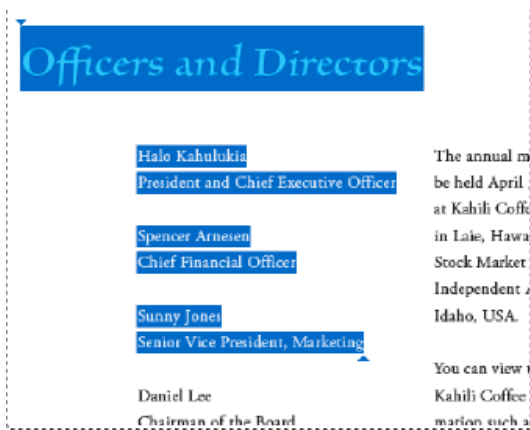 Officers and Directors
Halo Kahulukia
President and Chief Executive Officer
Spencer Arnesen
Chief Financial Officer
Sunny Jones
Senior Vice President, Marketing
Daniel Lee
Chairman of the Board
The annual
be held April
at Kahili
in Laie,
Stock Market
Independent
Idaho, USA.
You can view
Kahili Coffee
such